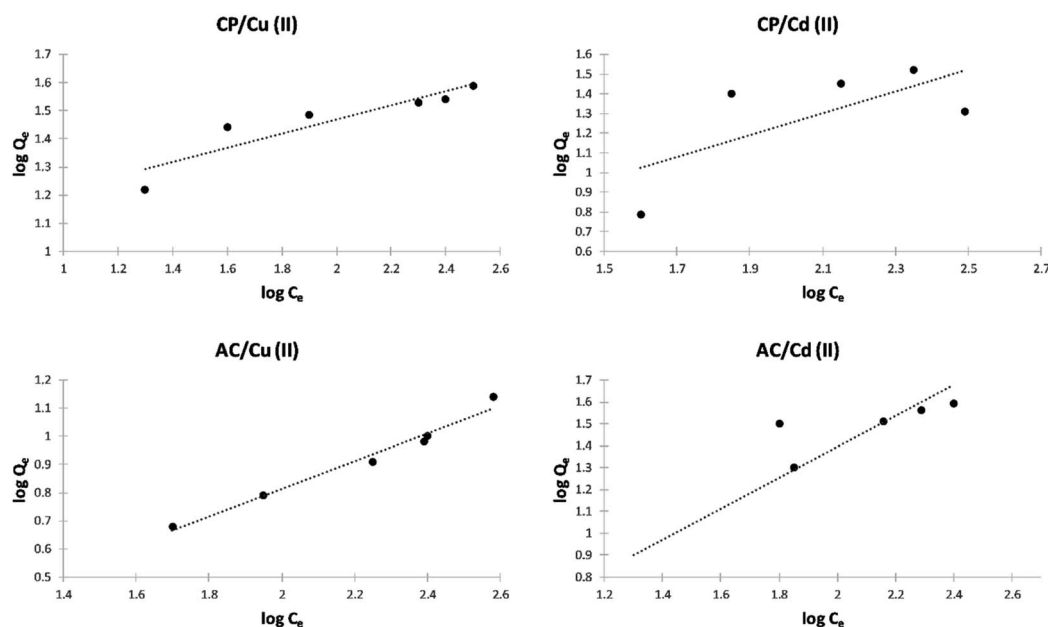 CP/Cu (II)
1.7
1.6
1.5
1.4
1.3
1.2
1.1
1
log Qₑ
1 1.2 1.4 1.6 1.8 2 2.2 2.4 2.6
log Cₑ
CP/Cd (II)
1.6
1.5
1.4
1.3
1.2
1.1
1
0.9
0.8
0.7
0.6
log Qₑ
1.5 1.7 1.9 2.1 2.3 2.5 2.7
log Cₑ
AC/Cu (II)
1.2
1.1
1
0.9
0.8
0.7
0.6
0.5
log Qₑ
1.4 1.6 1.8 2 2.2 2.4 2.6
log Cₑ
AC/Cd (II)
1.7
1.6
1.5
1.4
1.3
1.2
1.1
1
0.9
0.8
log Qₑ
1.2 1.4 1.6 1.8 2 2.2 2.4 2.6
log Cₑ